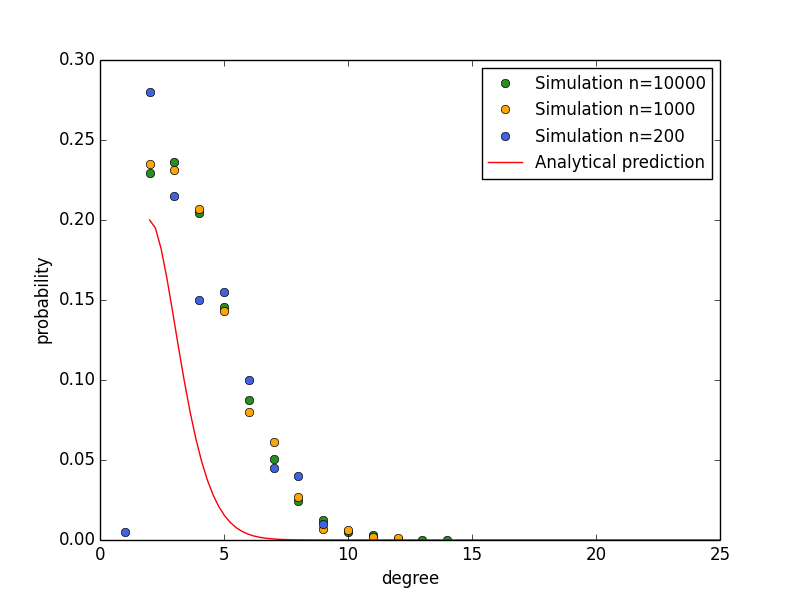 0.30
0.25
0.20
0.15
0.10
0.05
0.00
probability
0
5
10
15
20
25
degree
Simulation n=10000
Simulation n=1000
Simulation n=200
Analytical prediction